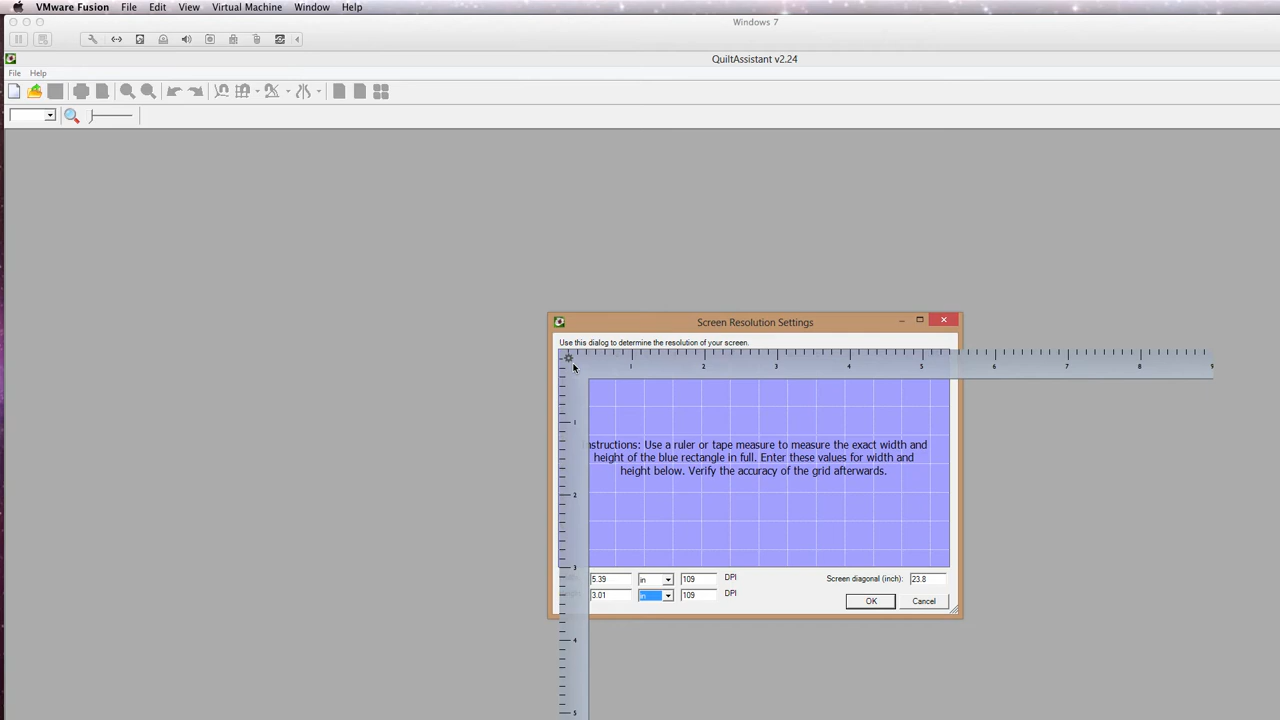 VMware Fusion File Edit View Virtual Machine Window Help
Windows 7
QuiltAssistant v2.24
File Help
Screen Resolution Settings
Use this dialog to determine the resolution of your screen.
1 2 3 4 5 6 7 8 9
1
nstructions: Use a ruler or tape measure to measure the exact width and
height of the blue rectangle in full. Enter these values for width and
height below. Verify the accuracy of the grid afterwards.
2
3
5.39 in 109 DPI Screen diagonal (inch): 23.8
3.01 in 109 DPI
OK Cancel
4
5